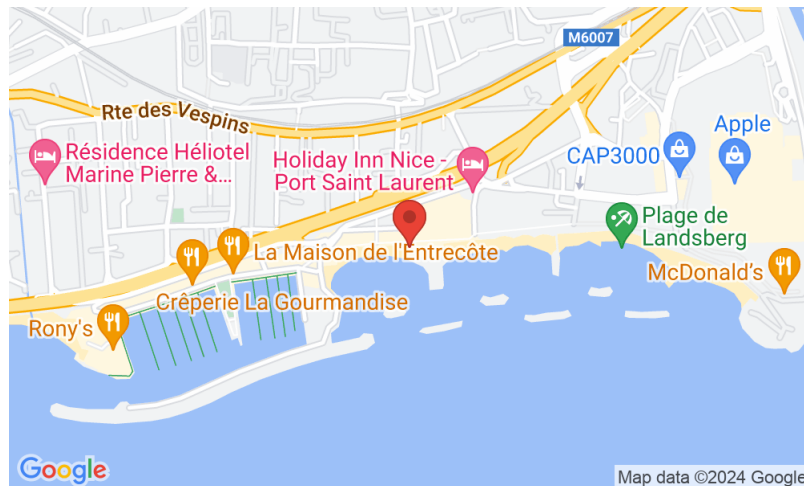 M6007
Rte des Vespins
Apple
CAP3000
Résidence Héliotel
Marine Pierre &...
Holiday Inn Nice -
Port Saint Laurent
Plage de
Landsberg
La Maison de l'Entrecôte
McDonald's
Crêperie La Gourmandise
Rony's
Google
Map data ©2024 Google